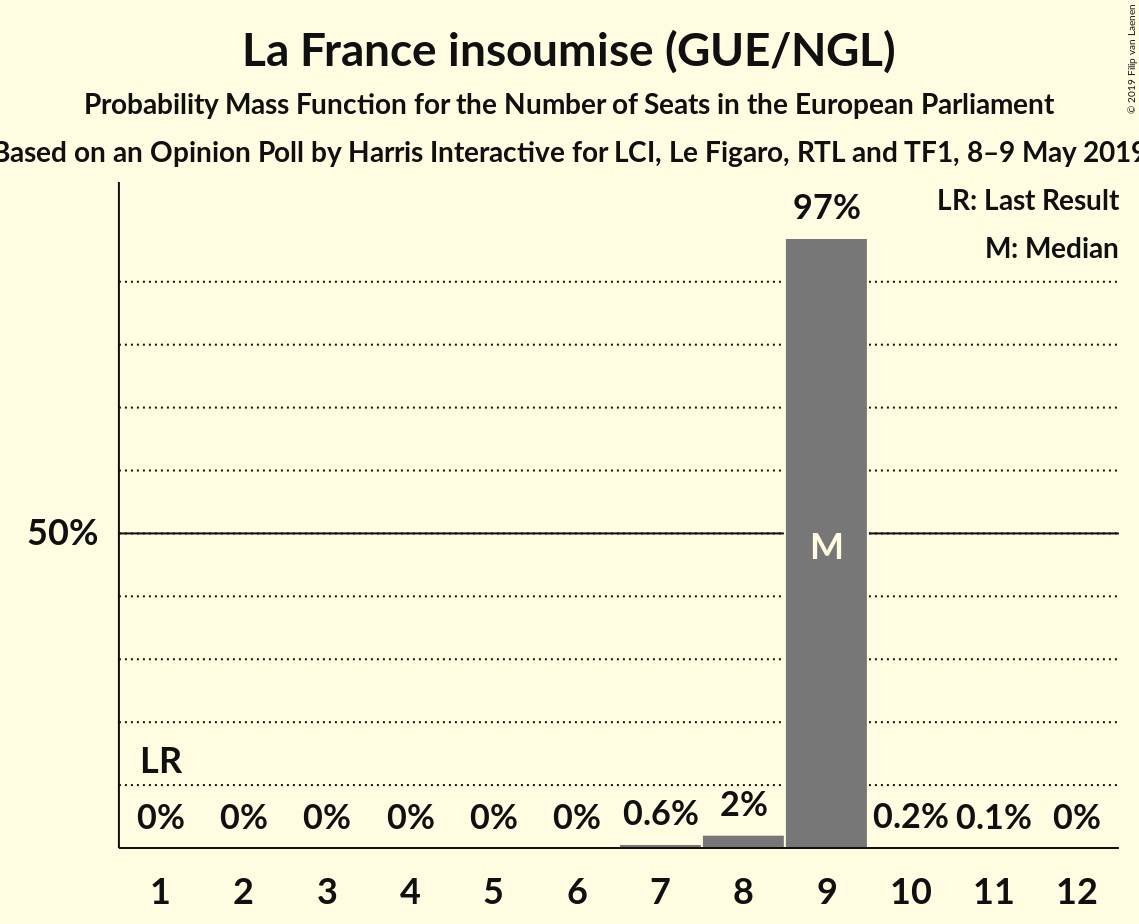 La France insoumise (GUE/NGL)
Probability Mass Function for the Number of Seats in the European Parliament
Based on an Opinion Poll by Harris Interactive for LCI, Le Figaro, RTL and TF1, 8–9 May 2019
© 2019 Filip van Laenen
LR: Last Result
M: Median
97%
50%
M
LR
0% 0% 0% 0% 0% 0% 0.6% 2% 0.2% 0.1% 0%
1 2 3 4 5 6 7 8 9 10 11 12